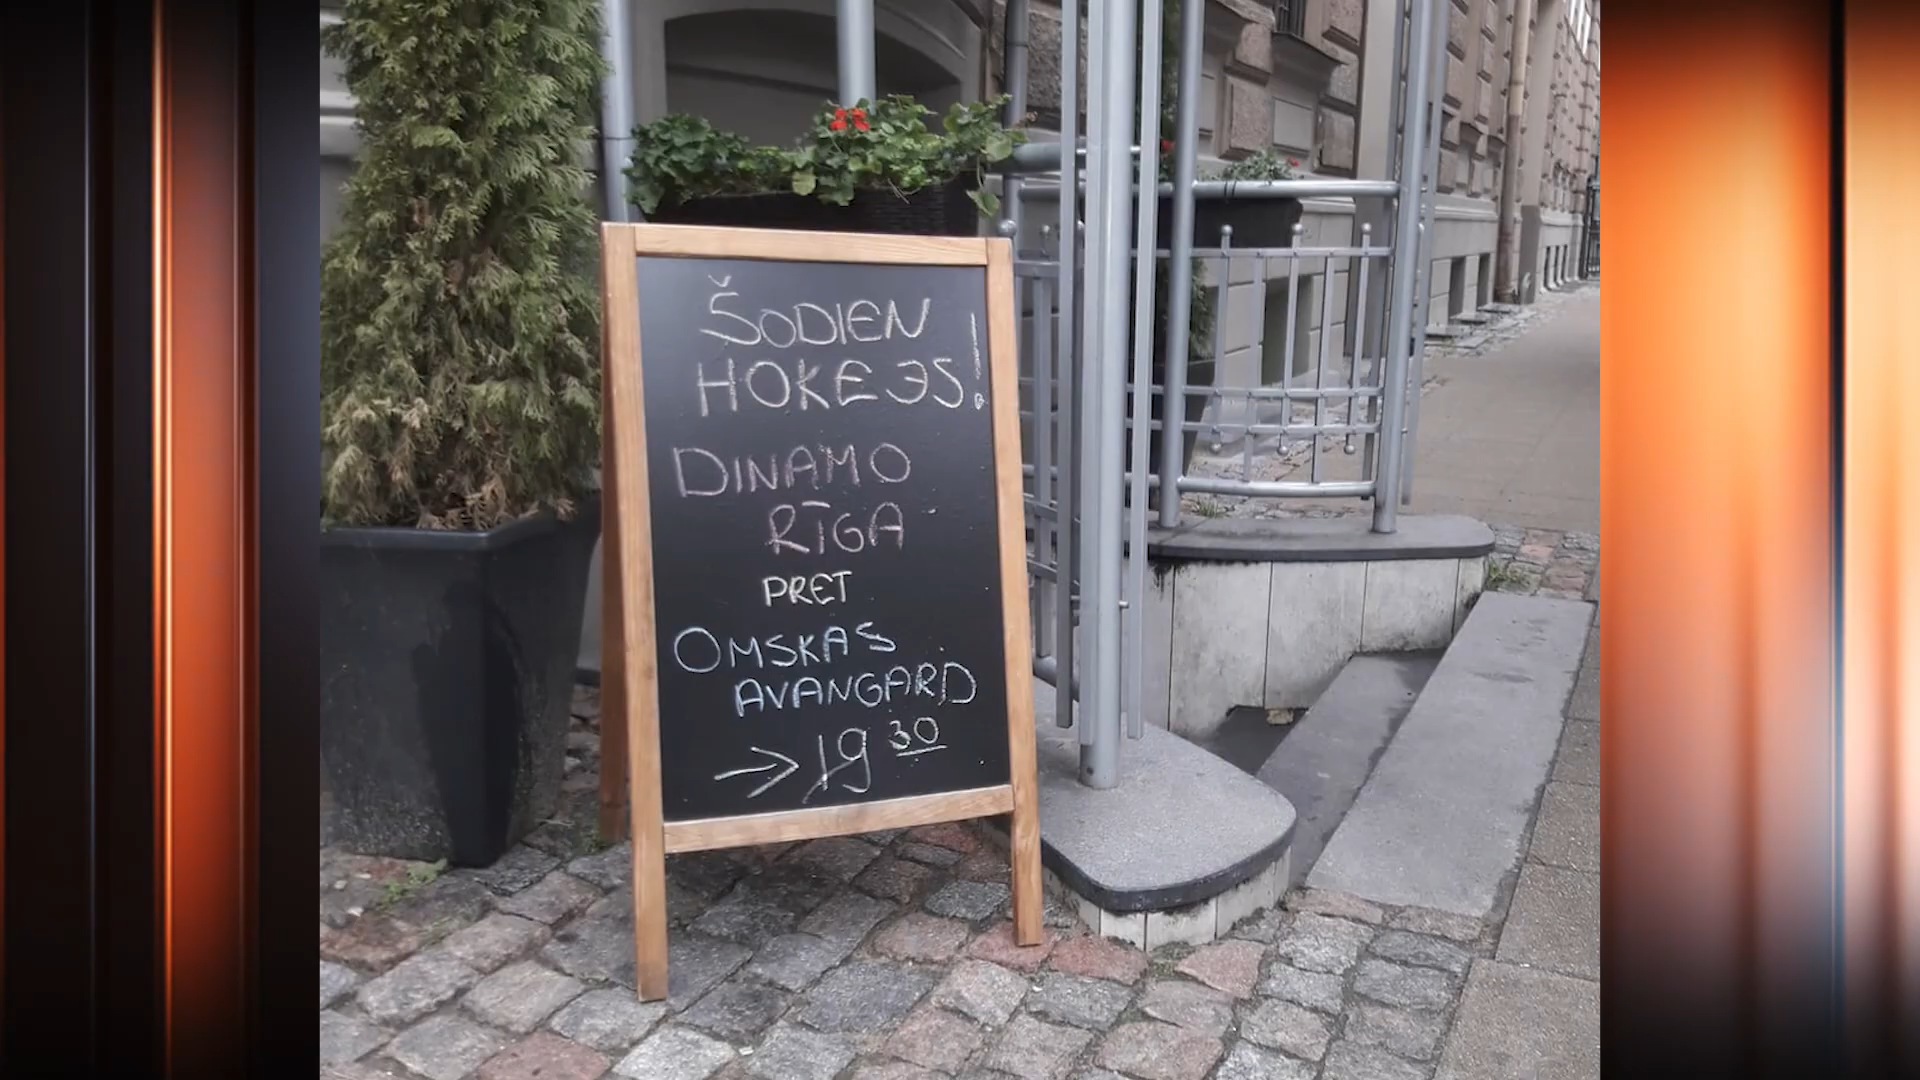 ŠODIEN
HOKEJS!
DINAMO
RĪGA
PRET
OMSKAS
AVANGARD
→ 19 30